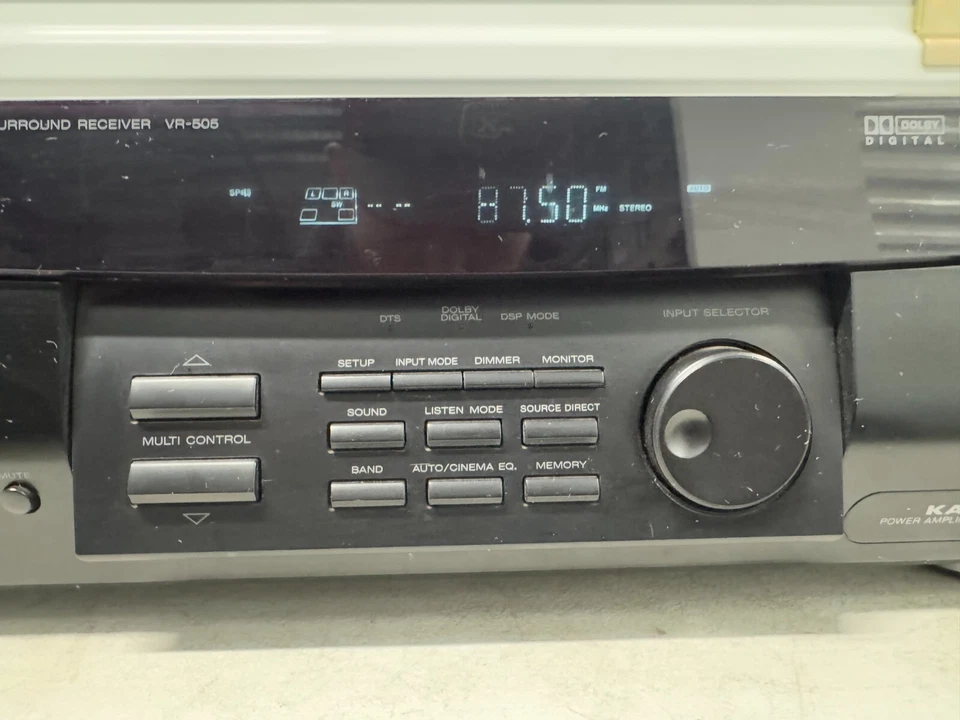 URROUND RECEIVER VR-505
DOLBY
DIGITAL
SP
L R
SW
-- --
87.50
FM
MHz
STEREO
AUTO
DTS
DOLBY
DIGITAL
DSP MODE
INPUT SELECTOR
SETUP
INPUT MODE
DIMMER
MONITOR
SOUND
LISTEN MODE
SOURCE DIRECT
MULTI CONTROL
BAND
AUTO/CINEMA EQ.
MEMORY
MUTE
KA
POWER AMPLI